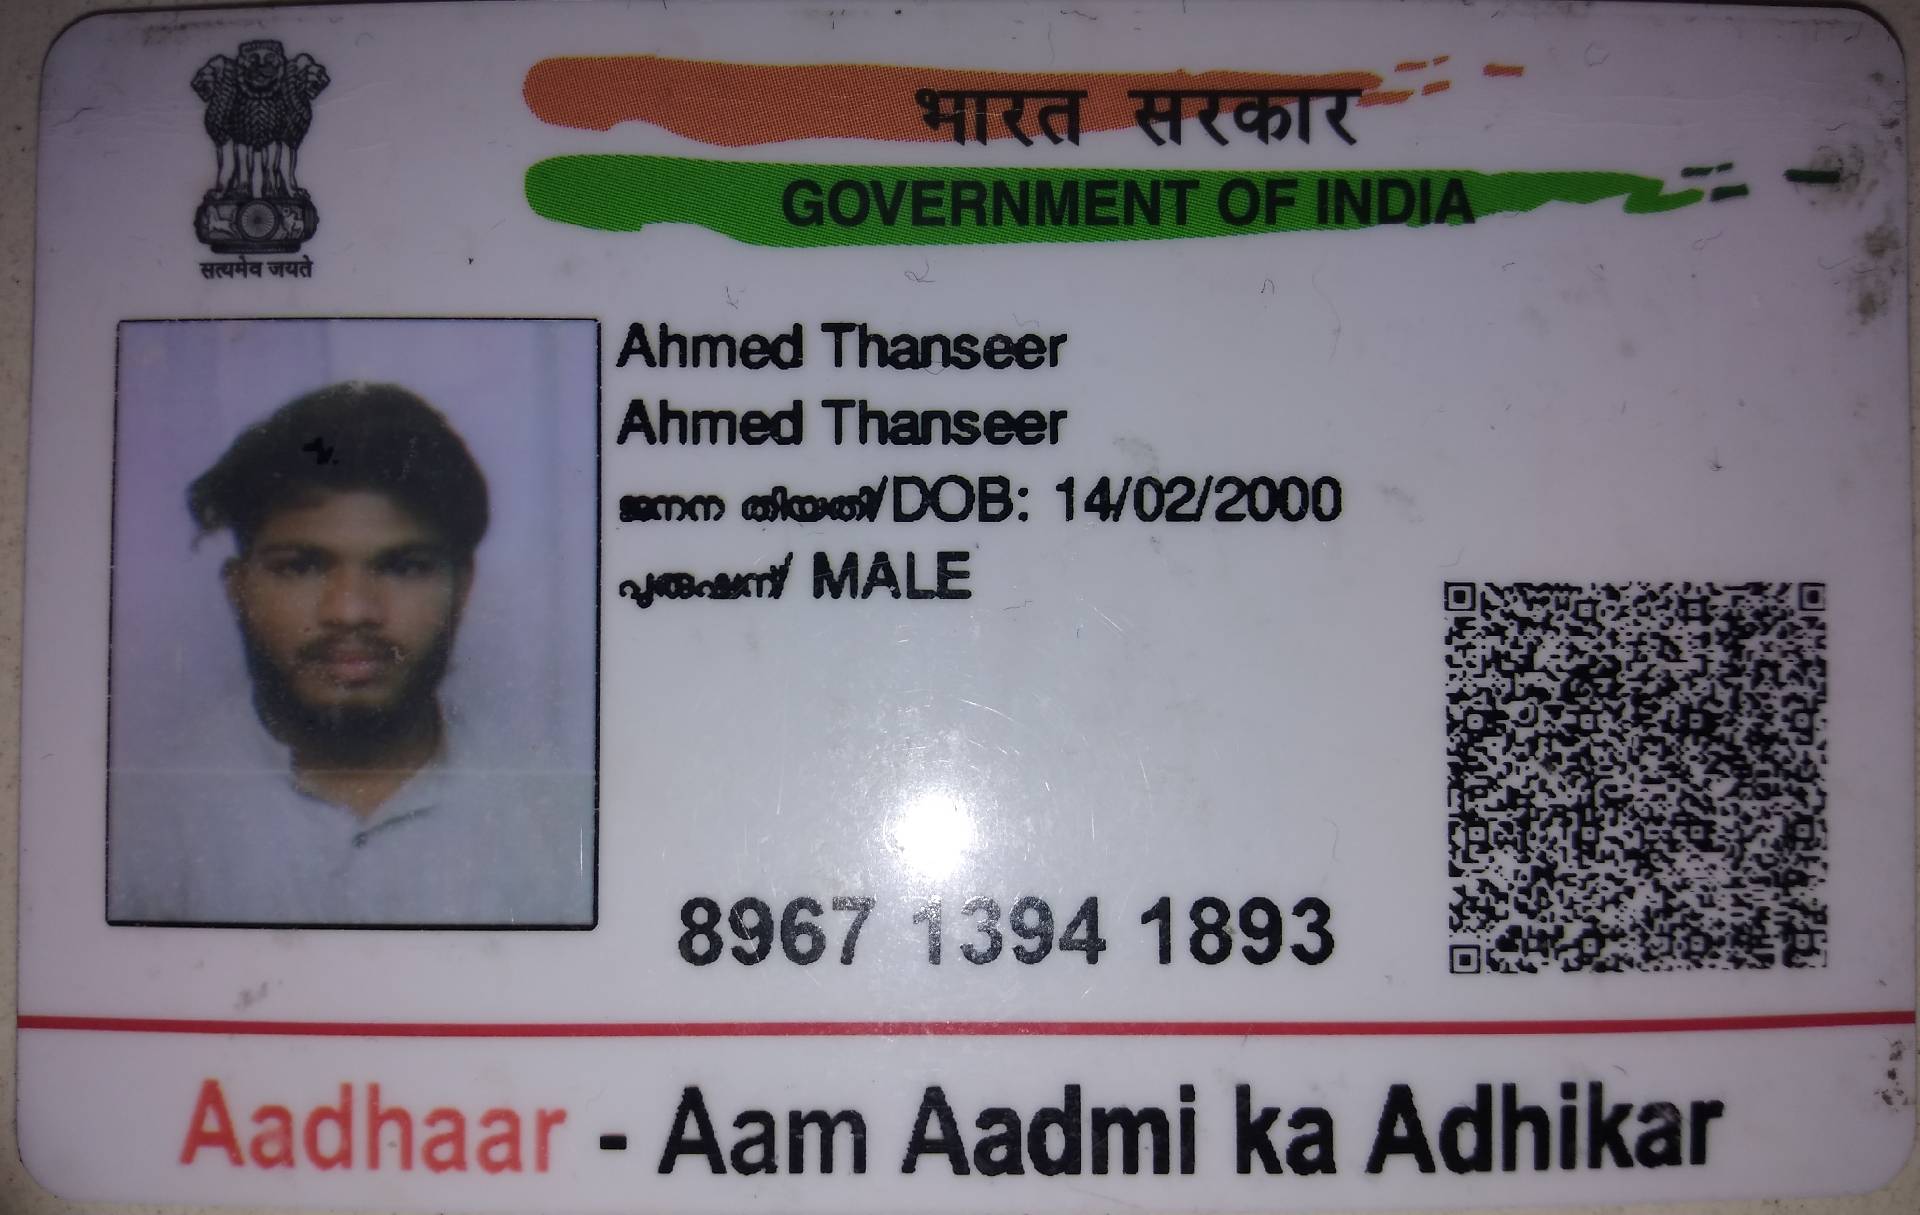 भारत सरकार
GOVERNMENT OF INDIA
सत्यमेव जयते
Ahmed Thanseer
Ahmed Thanseer
ജനന തിയതി/DOB: 14/02/2000
പുരുഷന്/ MALE
8967 1394 1893
Aadhaar - Aam Aadmi ka Adhikar